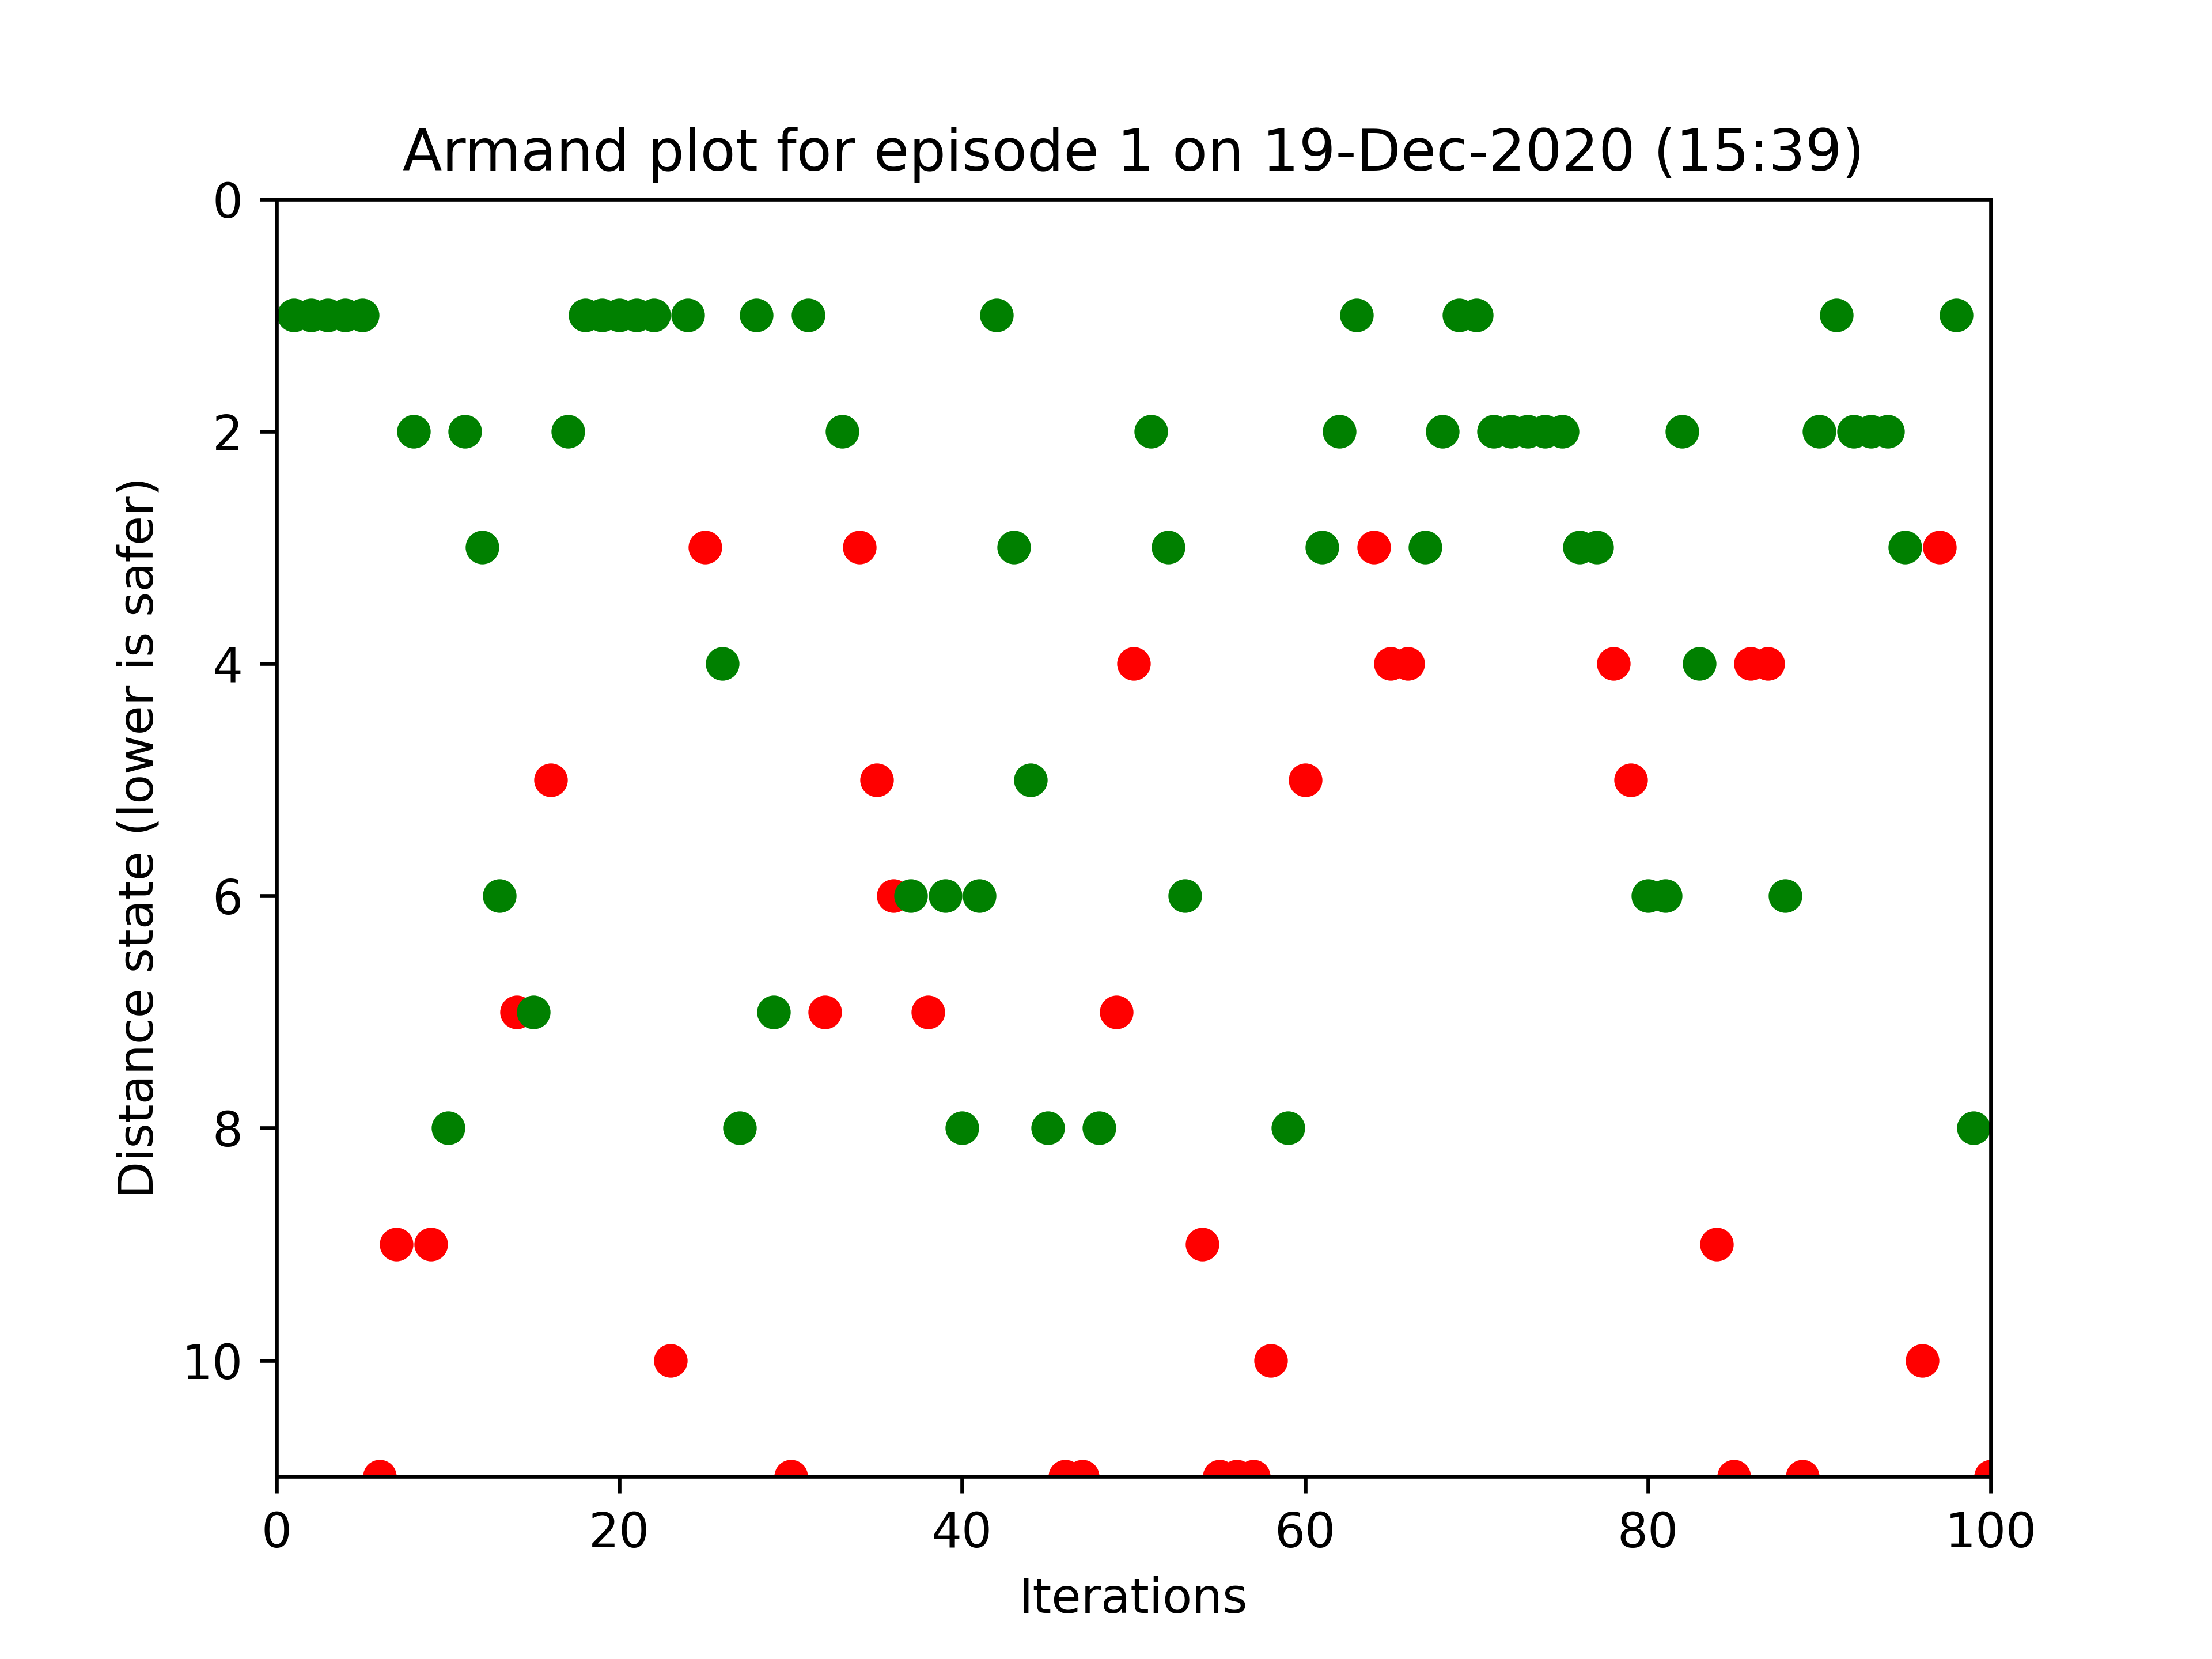 Armand plot for episode 1 on 19-Dec-2020 (15:39)
0
2
4
6
8
10
Distance state (lower is safer)
0 20 40 60 80 100
Iterations